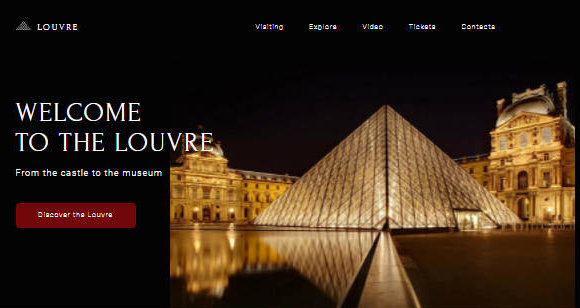 LOUVRE
Visiting
Explore
Video
Tickets
Contacts
WELCOME
TO THE LOUVRE
From the castle to the museum
Discover the Louvre